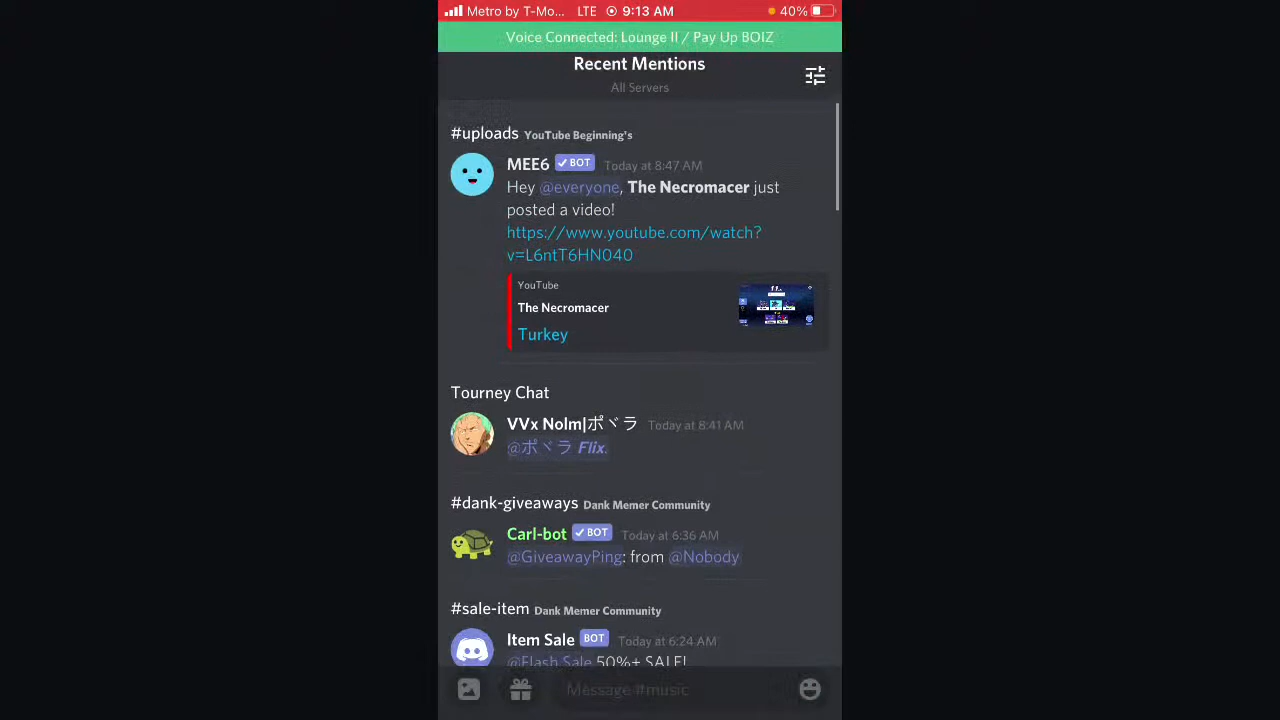 Metro by T-Mo... LTE 9:13 AM 40%
Voice Connected: Lounge II / Pay Up BOIZ
Recent Mentions
All Servers
#uploads YouTube Beginning's
MEE6 BOT Today at 8:47 AM
Hey @everyone, The Necromacer just
posted a video!
https://www.youtube.com/watch?
v=L6ntT6HN040
YouTube
The Necromacer
Turkey
Tourney Chat
VVx Nolm|ポヾラ Today at 8:41 AM
@ポヾラ Flix.
#dank-giveaways Dank Memer Community
Carl-bot BOT Today at 6:36 AM
@GiveawayPing: from @Nobody
#sale-item Dank Memer Community
Item Sale BOT Today at 6:24 AM
@Flash Sale 50%+ SALE!
Message #music